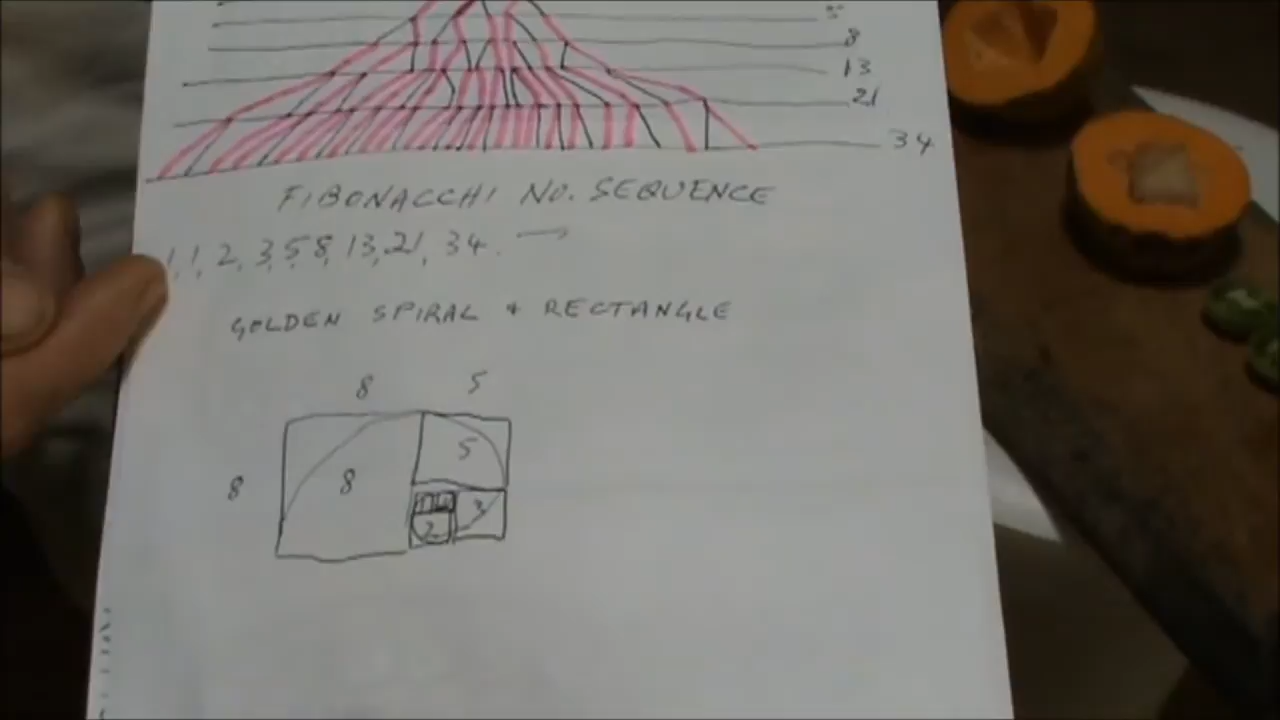 5
8
13
21
34
FIBONACCHI NO. SEQUENCE
1, 1, 2, 3, 5, 8, 13, 21, 34. →
GOLDEN SPIRAL + RECTANGLE
8 5
8 8 5
3
2